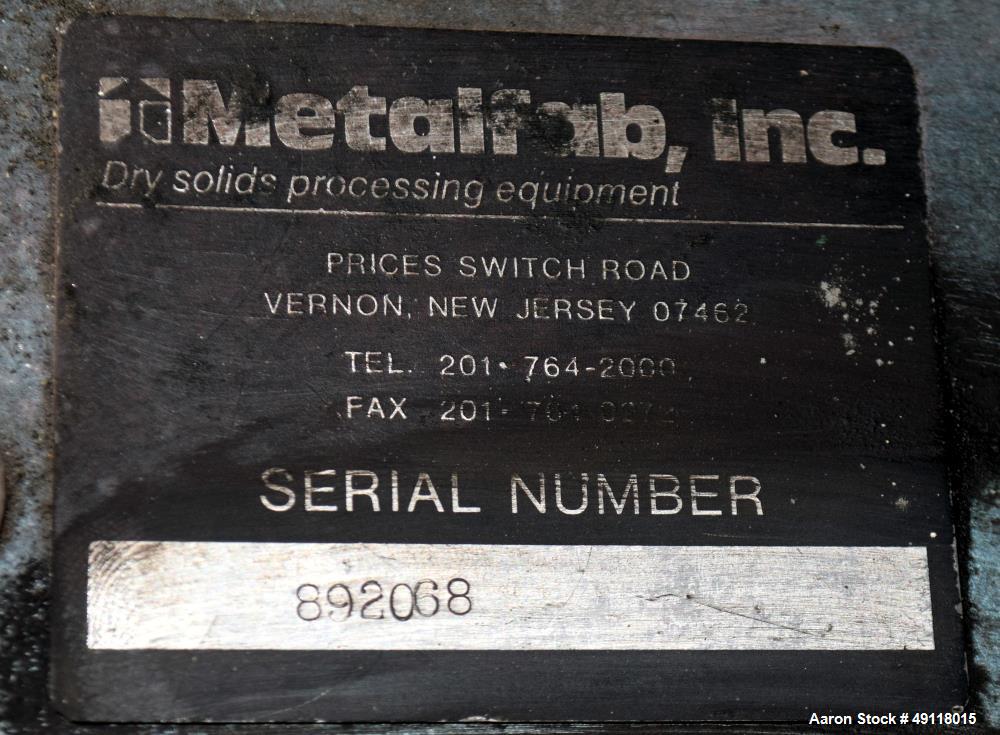 Metalfab, inc.
Dry solids processing equipment
PRICES SWITCH ROAD
VERNON, NEW JERSEY 07462
TEL. 201-764-2000
FAX 201-
SERIAL NUMBER
892068
Aaron Stock # 49118015